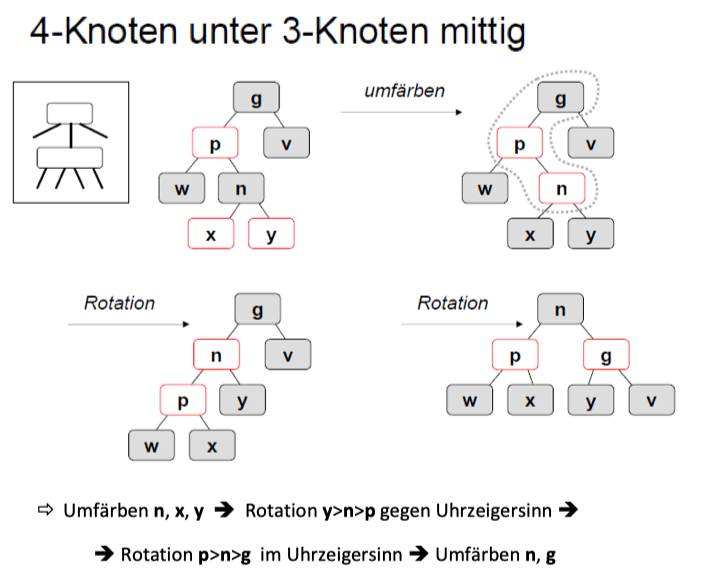 4-Knoten unter 3-Knoten mittig
g
p
v
w
n
x
y
umfärben
g
p
v
w
n
x
y
Rotation
g
n
v
p
y
w
x
Rotation
n
p
g
w
x
y
v
⇨ Umfärben n, x, y ➔ Rotation y>n>p gegen Uhrzeigersinn ➔
➔ Rotation p>n>g im Uhrzeigersinn ➔ Umfärben n, g